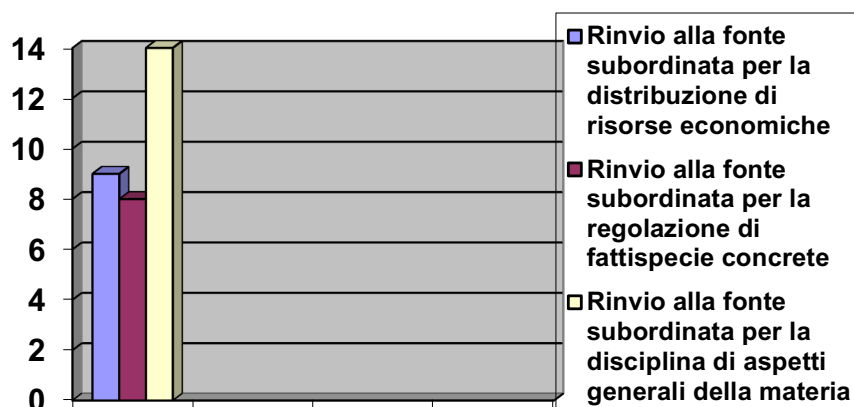 14
12
10
8
6
4
2
0
Rinvio alla fonte
subordinata per la
distribuzione di
risorse economiche
Rinvio alla fonte
subordinata per la
regolazione di
fattispecie concrete
Rinvio alla fonte
subordinata per la
disciplina di aspetti
generali della materia